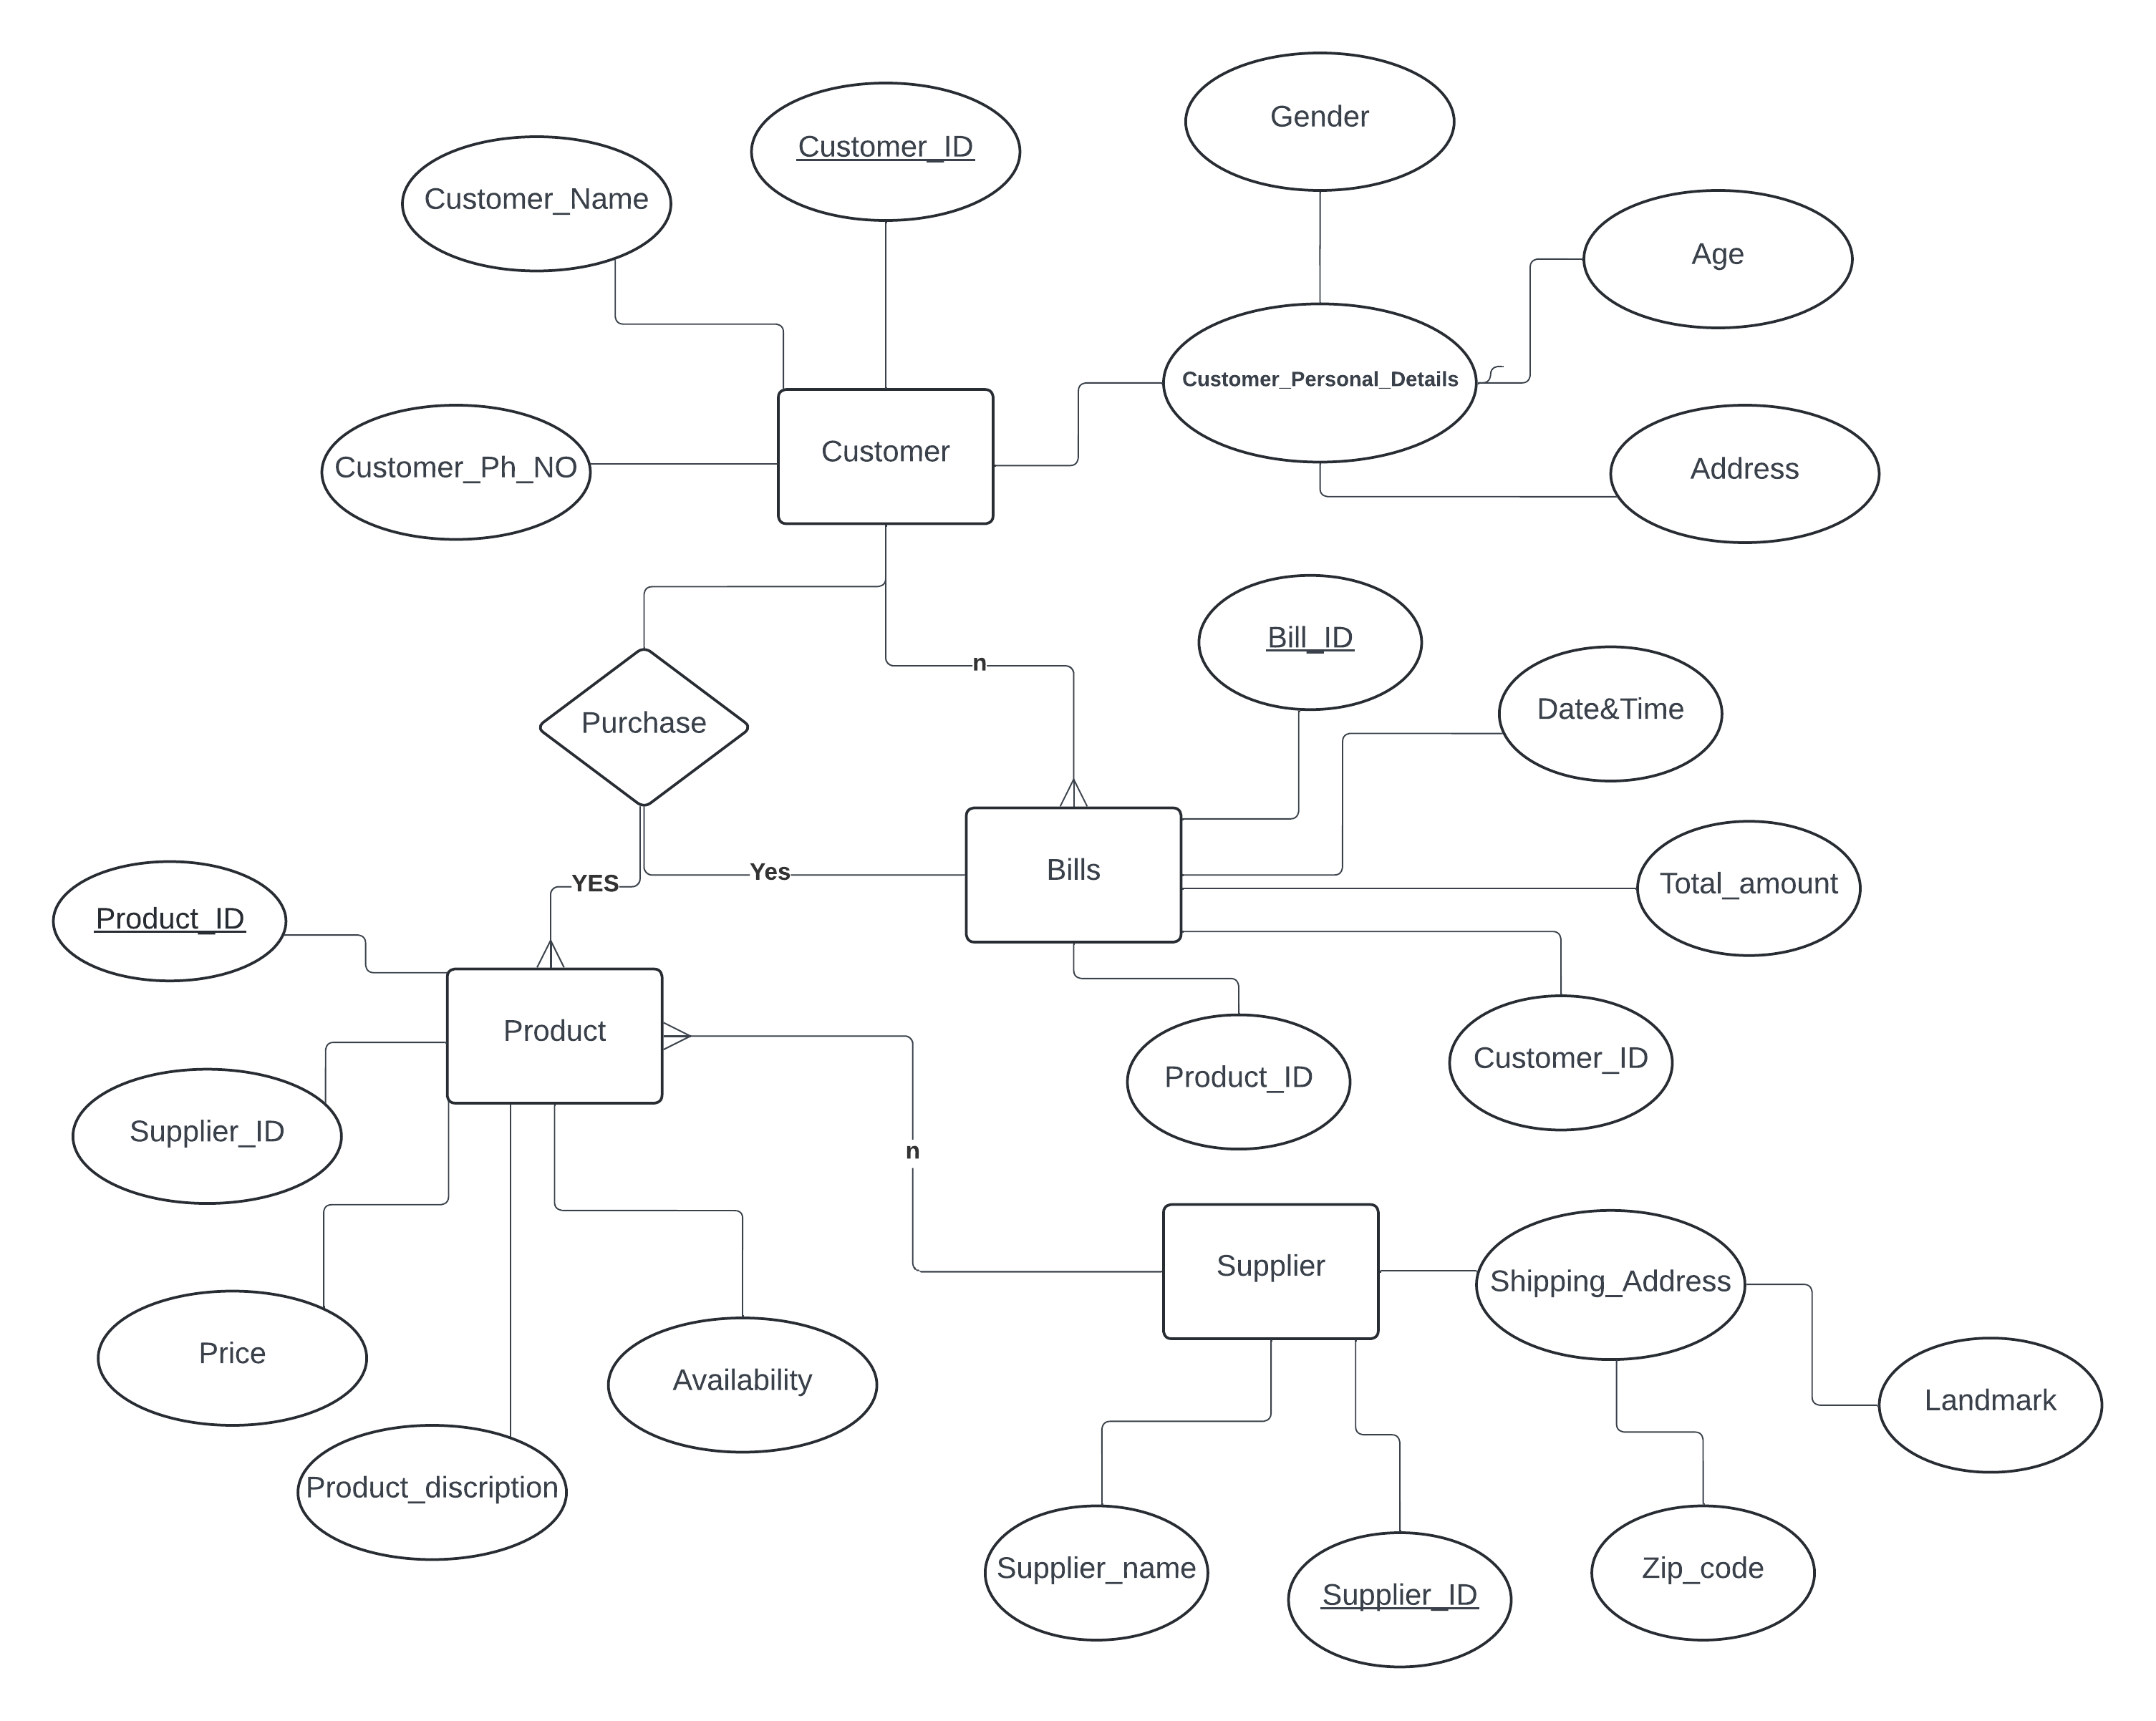 Gender
Customer_ID
Customer_Name
Age
Customer_Personal_Details
Customer
Customer_Ph_NO
Address
Bill_ID
n
Date&Time
Purchase
Bills
Yes
YES
Total_amount
Product_ID
Product
Customer_ID
Product_ID
Supplier_ID
n
Supplier
Shipping_Address
Price
Availability
Landmark
Product_discription
Supplier_name
Supplier_ID
Zip_code